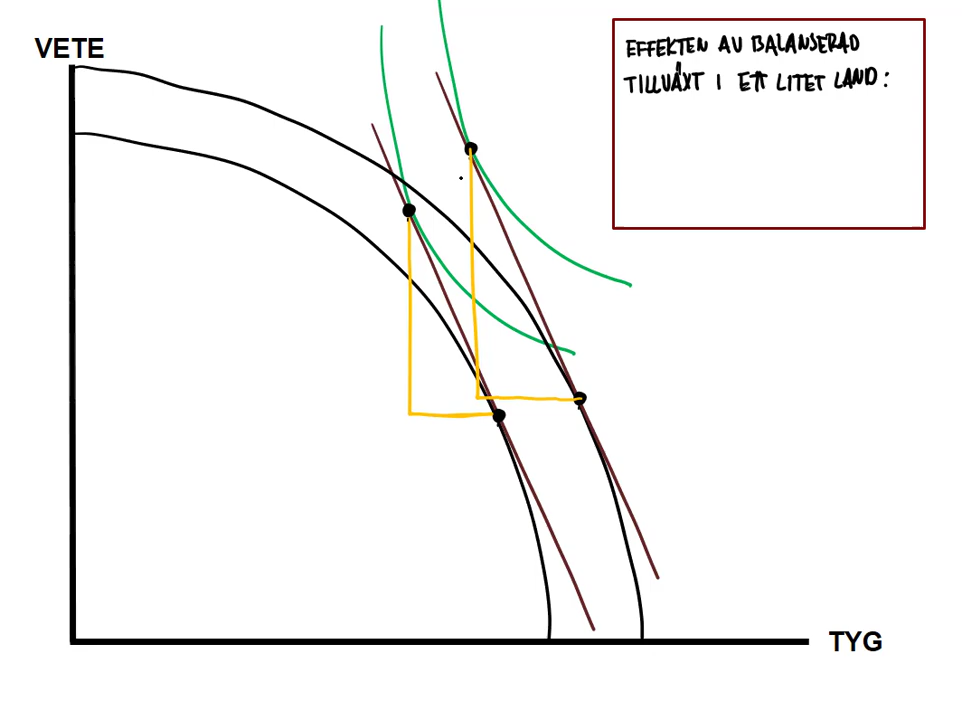 VETE
EFFEKTEN AV BALANSERAD
TILLVÄXT I ETT LITET LAND:
TYG